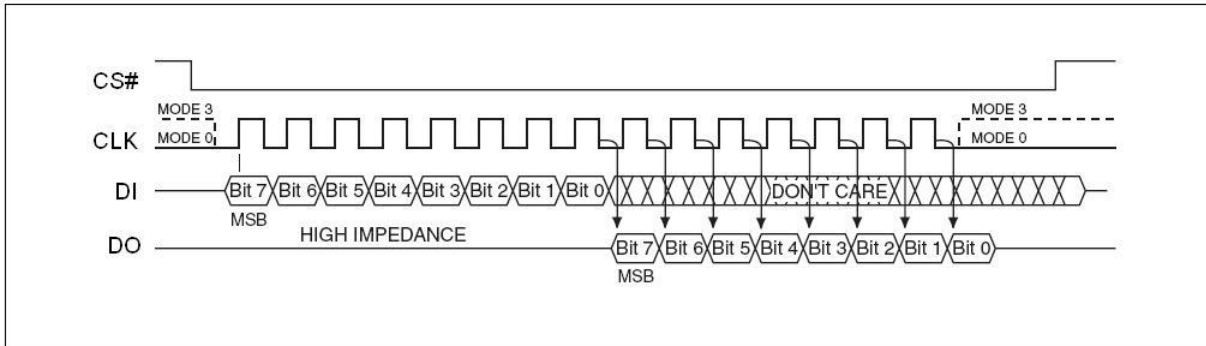 CS#
MODE 3 MODE 3
CLK MODE 0 MODE 0
DI Bit 7 Bit 6 Bit 5 Bit 4 Bit 3 Bit 2 Bit 1 Bit 0 DON'T CARE
MSB
DO HIGH IMPEDANCE Bit 7 Bit 6 Bit 5 Bit 4 Bit 3 Bit 2 Bit 1 Bit 0
MSB